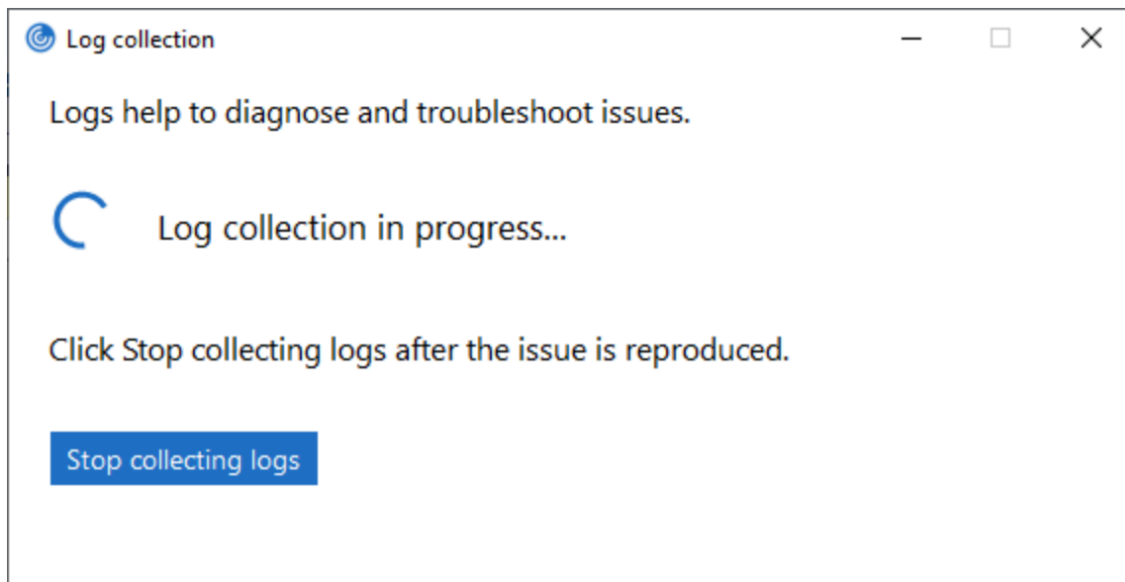 Log collection
Logs help to diagnose and troubleshoot issues.
Log collection in progress...
Click Stop collecting logs after the issue is reproduced.
Stop collecting logs